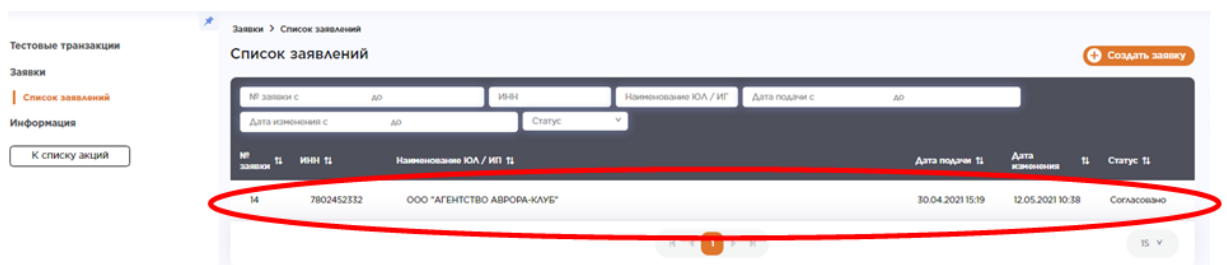 Заявки > Список заявлений
Тестовые транзакции
Список заявлений
Создать заявку
Заявки
Список заявлений
№ заявки с до ИНН Наименование ЮЛ / ИГ Дата подачи с до
Информация
Дата изменения с до Статус
К списку акций
№ заявки ИНН Наименование ЮЛ / ИП Дата подачи Дата изменения Статус
14 7802452332 ООО "АГЕНТСТВО АВРОРА-КЛУБ" 30.04.2021 15:19 12.05.2021 10:38 Согласовано
1 15